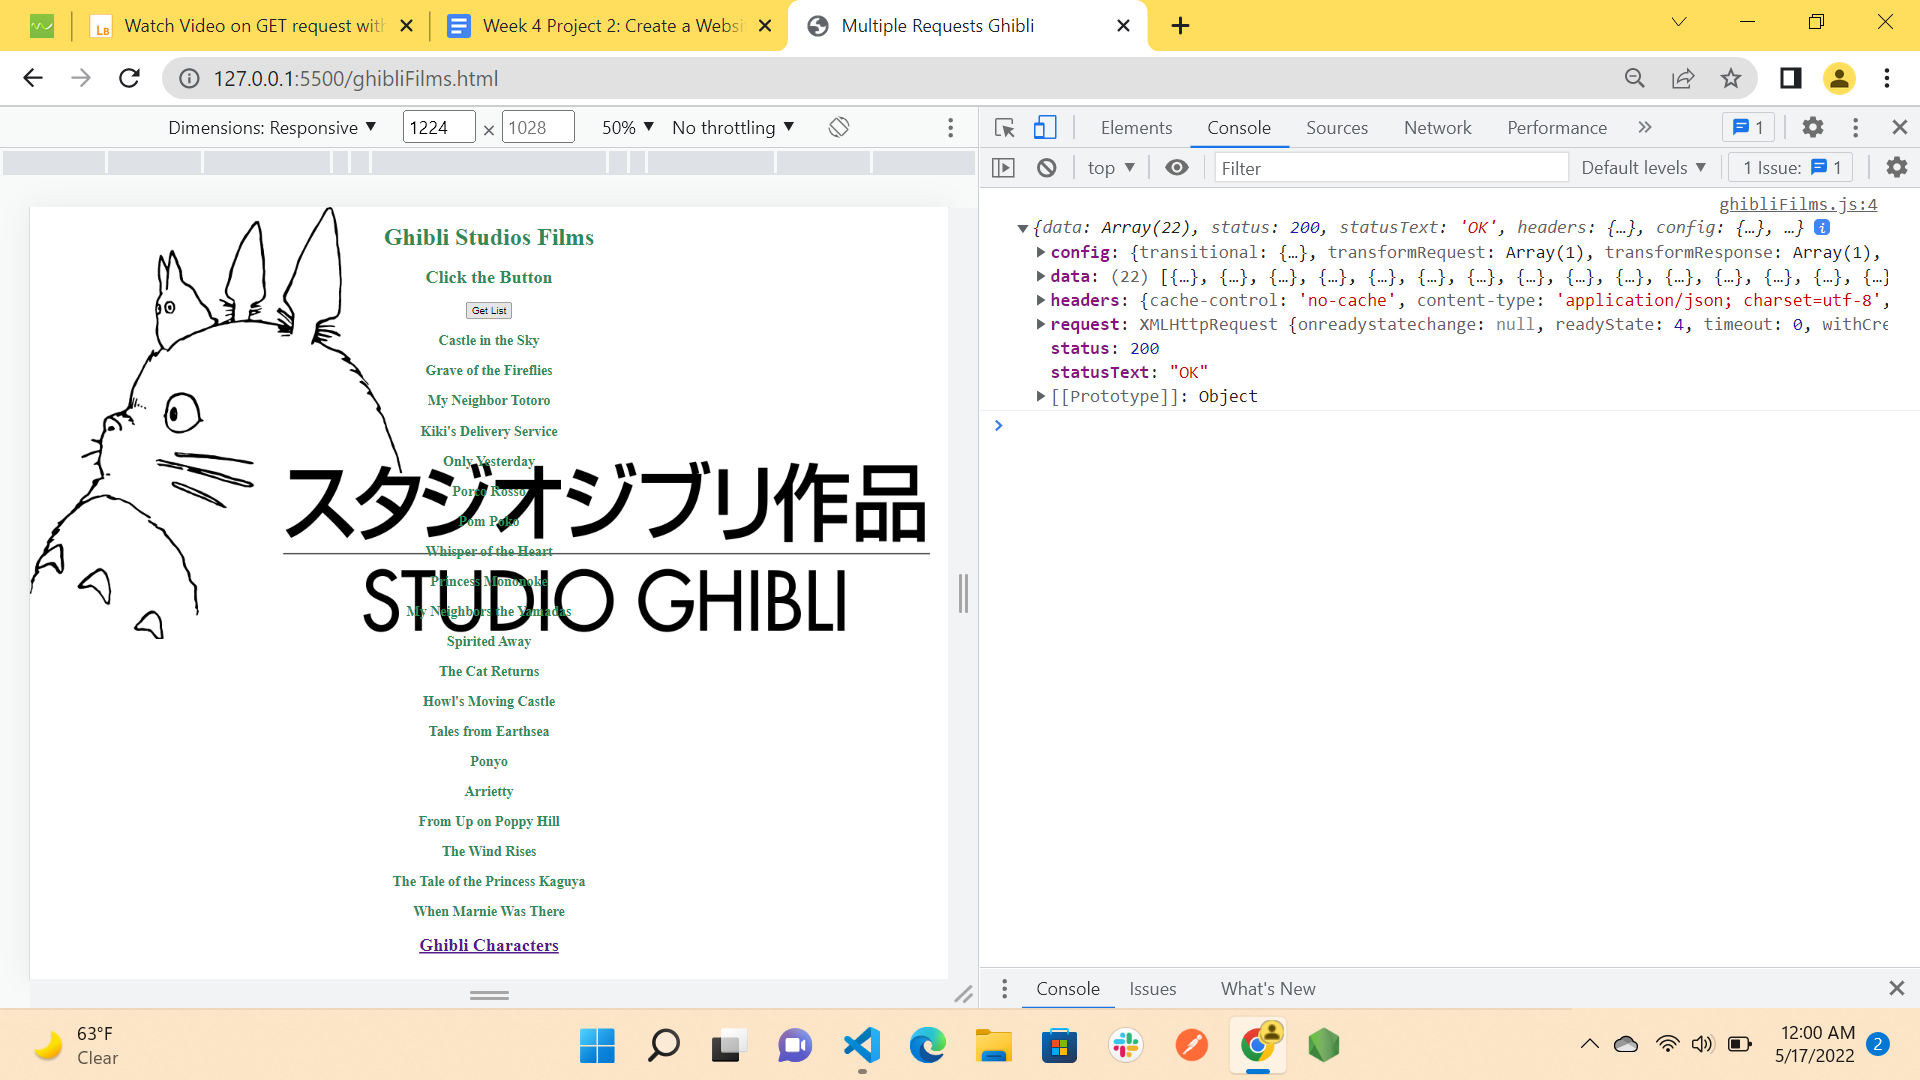 Watch Video on GET request with
Week 4 Project 2: Create a Websi
Multiple Requests Ghibli
127.0.0.1:5500/ghibliFilms.html
Dimensions: Responsive
1224 × 1028
50%
No throttling
Elements
Console
Sources
Network
Performance
1
top
Filter
Default levels
1 Issue: 1
ghibliFilms.js:4
{data: Array(22), status: 200, statusText: 'OK', headers: {…}, config: {…}, …}
config: {transitional: {…}, transformRequest: Array(1), transformResponse: Array(1),
data: (22) [{…}, {…}, {…}, {…}, {…}, {…}, {…}, {…}, {…}, {…}, {…}, {…}, {…}, {…}, {…}
headers: {cache-control: 'no-cache', content-type: 'application/json; charset=utf-8',
request: XMLHttpRequest {onreadystatechange: null, readyState: 4, timeout: 0, withCre
status: 200
statusText: "OK"
[[Prototype]]: Object
Ghibli Studios Films
Click the Button
Get List
Castle in the Sky
Grave of the Fireflies
My Neighbor Totoro
Kiki's Delivery Service
Only Yesterday
Porco Rosso
Pom Poko
Whisper of the Heart
Princess Mononoke
My Neighbors the Yamadas
Spirited Away
The Cat Returns
Howl's Moving Castle
Tales from Earthsea
Ponyo
Arrietty
From Up on Poppy Hill
The Wind Rises
The Tale of the Princess Kaguya
When Marnie Was There
Ghibli Characters
スタジオジブリ作品
STUDIO GHIBLI
Console
Issues
What's New
63°F
Clear
12:00 AM
5/17/2022
2